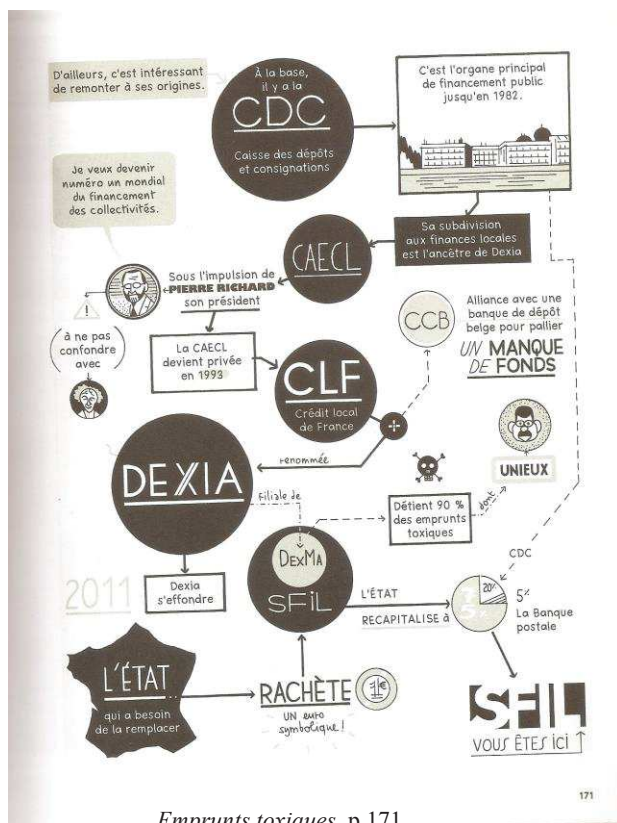 D'ailleurs, c'est intéressant
de remonter à ses origines.
À la base,
il y a la
CDC
Caisse des dépôts
et consignations
C'est l'organe principal
de financement public
jusqu'en 1982.
Je veux devenir
numéro un mondial
du financement
des collectivités.
Sa subdivision
aux finances locales
est l'ancêtre de Dexia
CAECL
Sous l'impulsion de
PIERRE RICHARD
son président
!
à ne pas
confondre
avec
La CAECL
devient privée
en 1993
CLF
Crédit local
de France
+
CCB
Alliance avec une
banque de dépôt
belge pour pallier
UN MANQUE
DE FONDS
renommée
DEXIA
Filiale de
DEXMA
SFiL
Détient 90 %
des emprunts
toxiques
dont
UNIEUX
2011
Dexia
s'effondre
L'ÉTAT
RECAPITALISE à
75%
20%
CDC
5%
La Banque
postale
L'ÉTAT
qui a besoin
de la remplacer
RACHÈTE
1€
UN euro
symbolique !
SFIL
VOUS ÊTES ICI
171
Emprunts toxiques, p.171